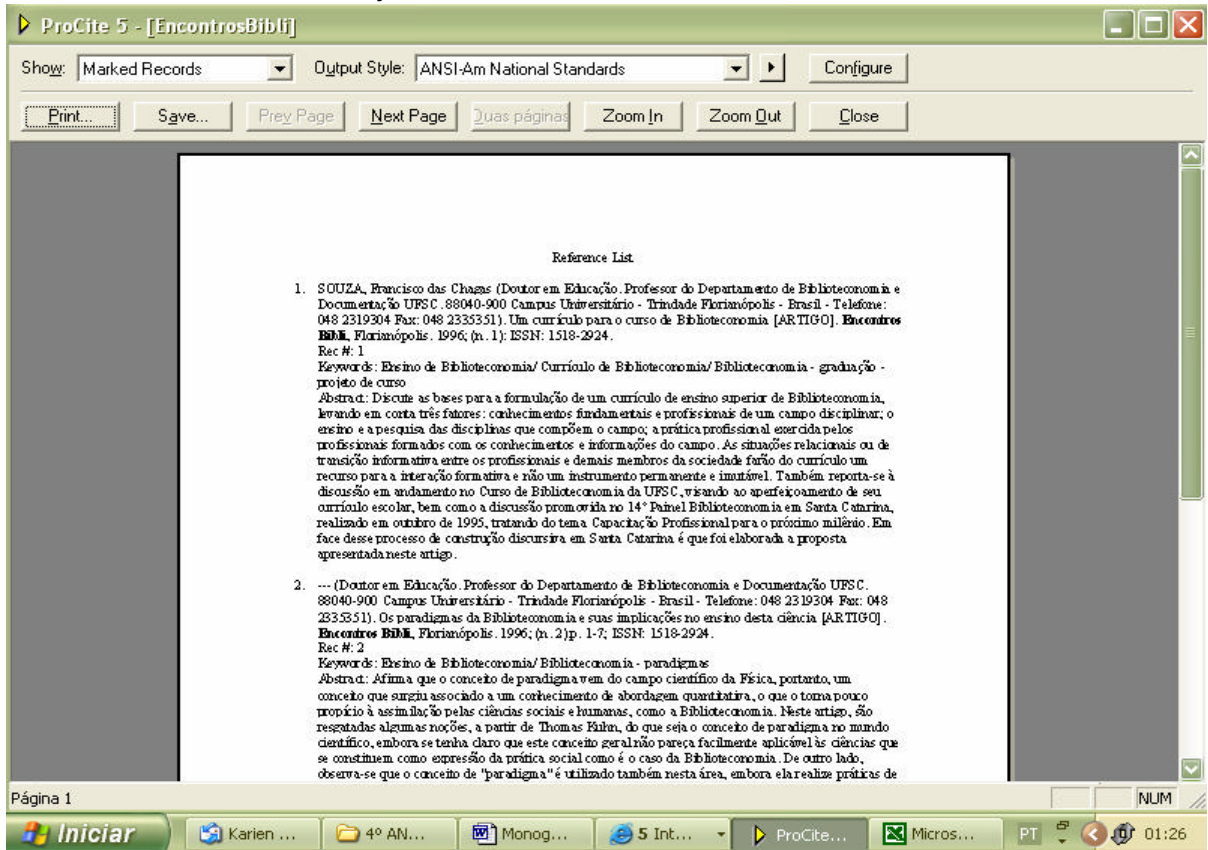 ProCite 5 - [EncontrosBibli]
Show: Marked Records Output Style: ANSI-Am National Standards Configure
Print... Save... Prev Page Next Page Duas páginas Zoom In Zoom Out Close
Reference List
1. SOUZA, Francisco das Chagas (Doutor em Educação. Professor do Departamento de Biblioteconomia e
Documentação UFSC. 88040-900 Campus Universitário - Trindade Florianópolis - Brasil - Telefone:
048 2319304 Fax: 048 2335351). Um currículo para o curso de Biblioteconomia [ARTIGO]. Encontros
Bibli, Florianópolis. 1996; (n. 1): ISSN: 1518-2924.
Rec #: 1
Keywords: Ensino de Biblioteconomia/ Currículo de Biblioteconomia/ Biblioteconomia - graduação -
projeto de curso
Abstract: Discute as bases para a formulação de um currículo de ensino superior de Biblioteconomia,
levando em conta três fatores: conhecimentos fundamentais e profissionais de um campo disciplinar; o
ensino e a pesquisa das disciplinas que compõem o campo; a prática profissional exercida pelos
profissionais formados com os conhecimentos e informações do campo. As situações relacionais ou de
transição informativa entre os profissionais e demais membros da sociedade farão do currículo um
recurso para a interação formativa e não um instrumento permanente e imutável. Também reporta-se à
discussão em andamento no Curso de Biblioteconomia da UFSC, visando ao aperfeiçoamento de seu
currículo escolar, bem como a discussão promovida no 14º Painel Biblioteconomia em Santa Catarina,
realizado em outubro de 1995, tratando do tema Capacitação Profissional para o próximo milênio. Em
face desse processo de construção discursiva em Santa Catarina é que foi elaborada a proposta
apresentada neste artigo.
2. --- (Doutor em Educação. Professor do Departamento de Biblioteconomia e Documentação UFSC.
88040-900 Campus Universitário - Trindade Florianópolis - Brasil - Telefone: 048 2319304 Fax: 048
2335351). Os paradigmas da Biblioteconomia e suas implicações no ensino desta ciência [ARTIGO].
Encontros Bibli, Florianópolis. 1996; (n. 2) p. 1-7; ISSN: 1518-2924.
Rec #: 2
Keywords: Ensino de Biblioteconomia/ Biblioteconomia - paradigmas
Abstract: Afirma que o conceito de paradigma vem do campo científico da Física, portanto, um
conceito que surgiu associado a um conhecimento de abordagem quantitativa, o que o torna pouco
propício à assimilação pelas ciências sociais e humanas, como a Biblioteconomia. Neste artigo, são
resgatadas algumas noções, a partir de Thomas Kuhn, do que seja o conceito de paradigma no mundo
científico, embora se tenha claro que este conceito geral não pareça facilmente aplicável às ciências que
se constituem como expressão da prática social como é o caso da Biblioteconomia. De outro lado,
observa-se que o conceito de "paradigma" é utilizado também nesta área, embora ela realize práticas de
Página 1 NUM
Iniciar Karien ... 4º AN... Monog... 5 Int... ProCite... Micros... PT 01:26